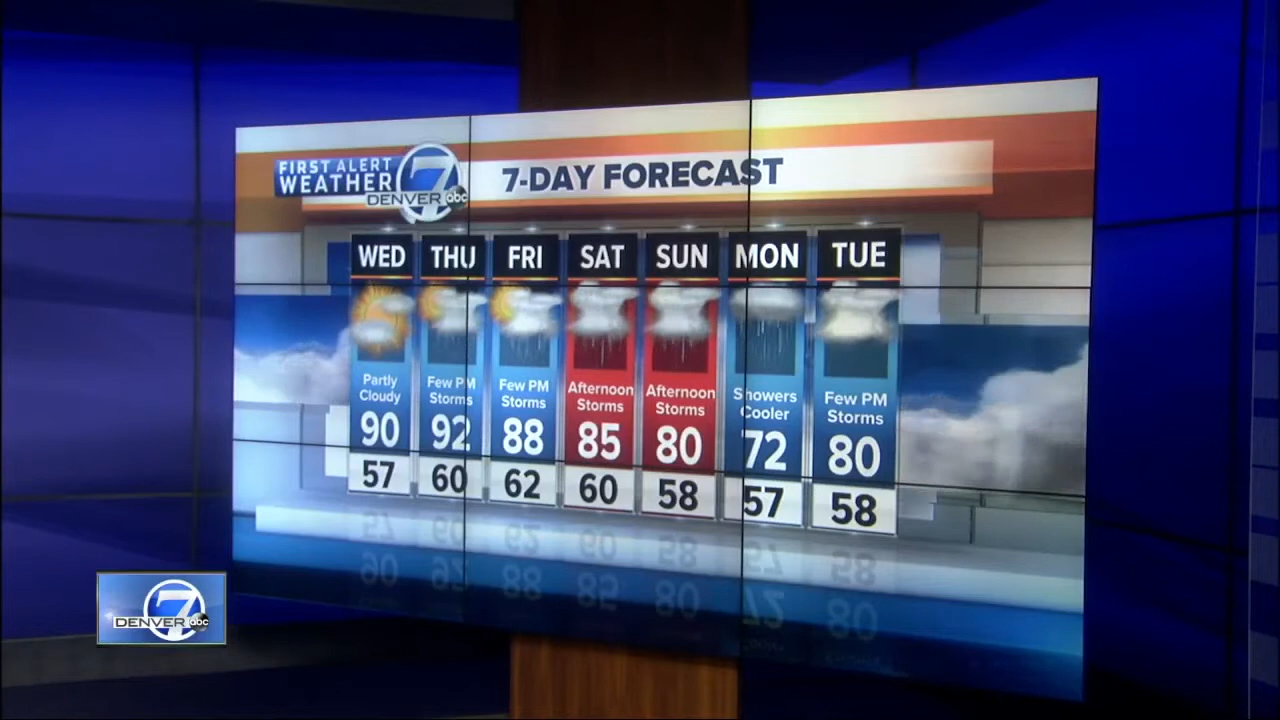 FIRST ALERT
WEATHER
7
DENVER abc
7-DAY FORECAST
WED THU FRI SAT SUN MON TUE
Partly Cloudy
Few PM Storms
Few PM Storms
Afternoon Storms
Afternoon Storms
Showers Cooler
Few PM Storms
90 92 88 85 80 72 80
57 60 62 60 58 57 58
7
DENVER abc